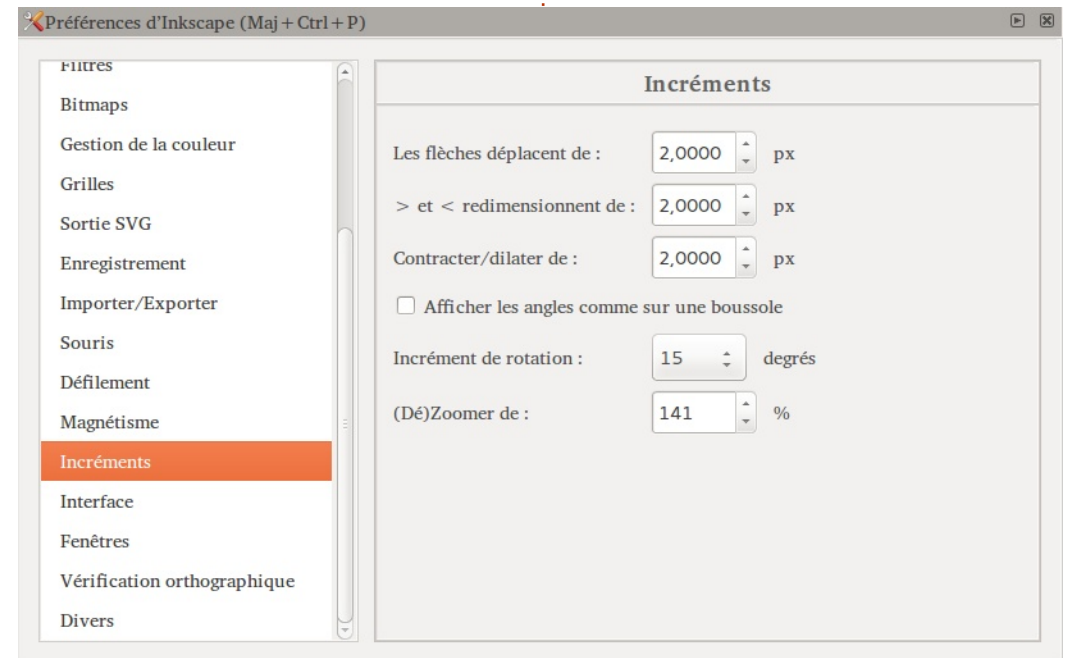 Préférences d'Inkscape (Maj+Ctrl+P)
Filtres
Bitmaps
Gestion de la couleur
Grilles
Sortie SVG
Enregistrement
Importer/Exporter
Souris
Défilement
Magnétisme
Incréments
Interface
Fenêtres
Vérification orthographique
Divers
Incréments
Les flèches déplacent de : 2,0000 px
> et < redimensionnent de : 2,0000 px
Contracter/dilater de : 2,0000 px
Afficher les angles comme sur une boussole
Incrément de rotation : 15 degrés
(Dé)Zoomer de : 141 %